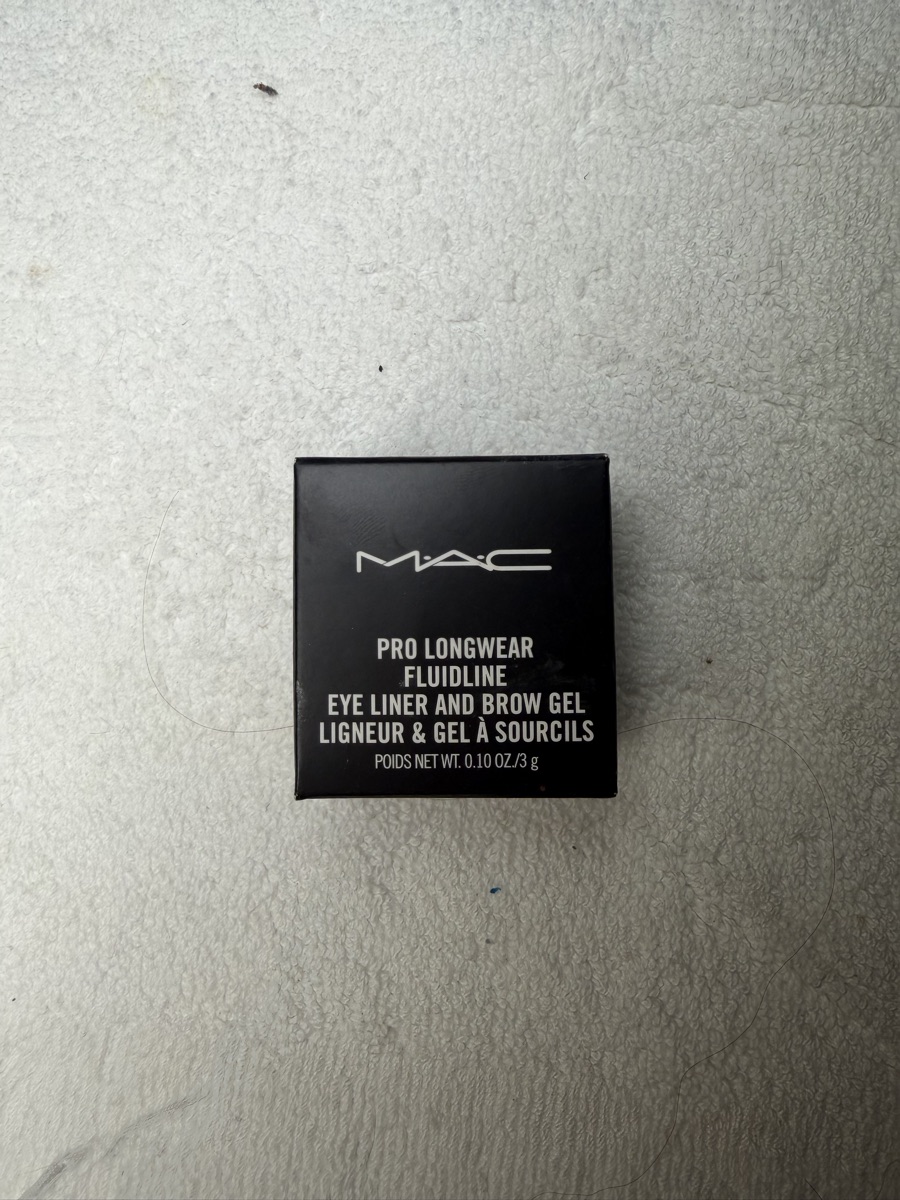 M·A·C
PRO LONGWEAR
FLUIDLINE
EYE LINER AND BROW GEL
LIGNEUR & GEL À SOURCILS
POIDS NET WT. 0.10 OZ./3 g